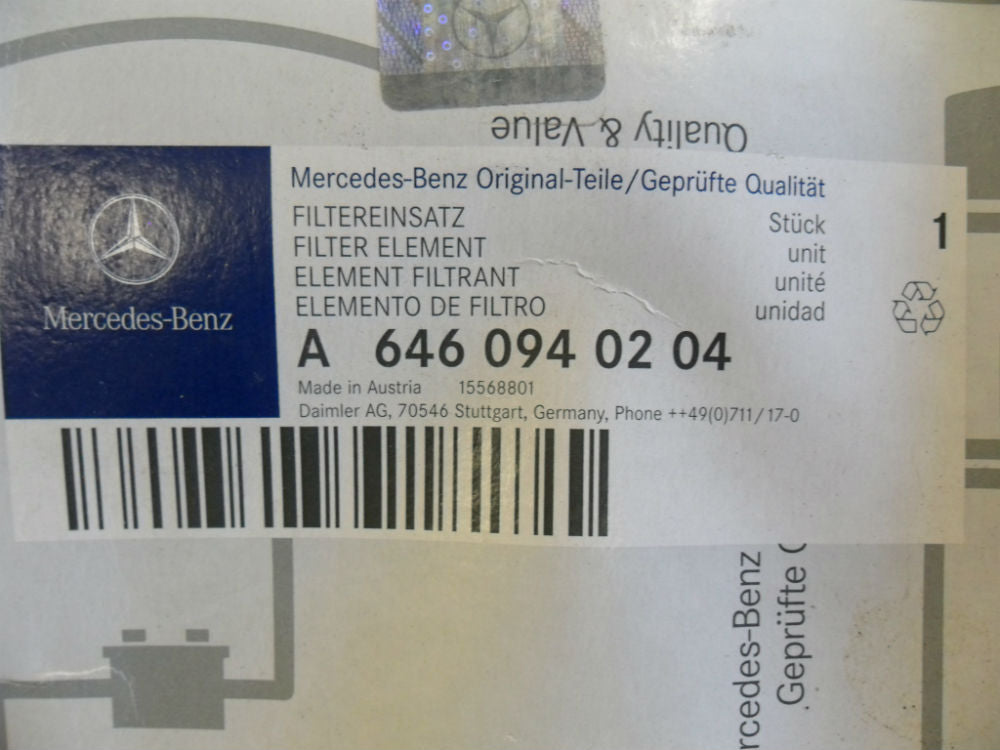 Quality & Value
Mercedes-Benz Original-Teile/Geprüfte Qualität
FILTEREINSATZ Stück 1
FILTER ELEMENT unit
ELEMENT FILTRANT unité
ELEMENTO DE FILTRO unidad
Mercedes-Benz
A 646 094 02 04
Made in Austria 15568801
Daimler AG, 70546 Stuttgart, Germany, Phone ++49(0)711/17-0
rcedes-Benz
Geprüfte